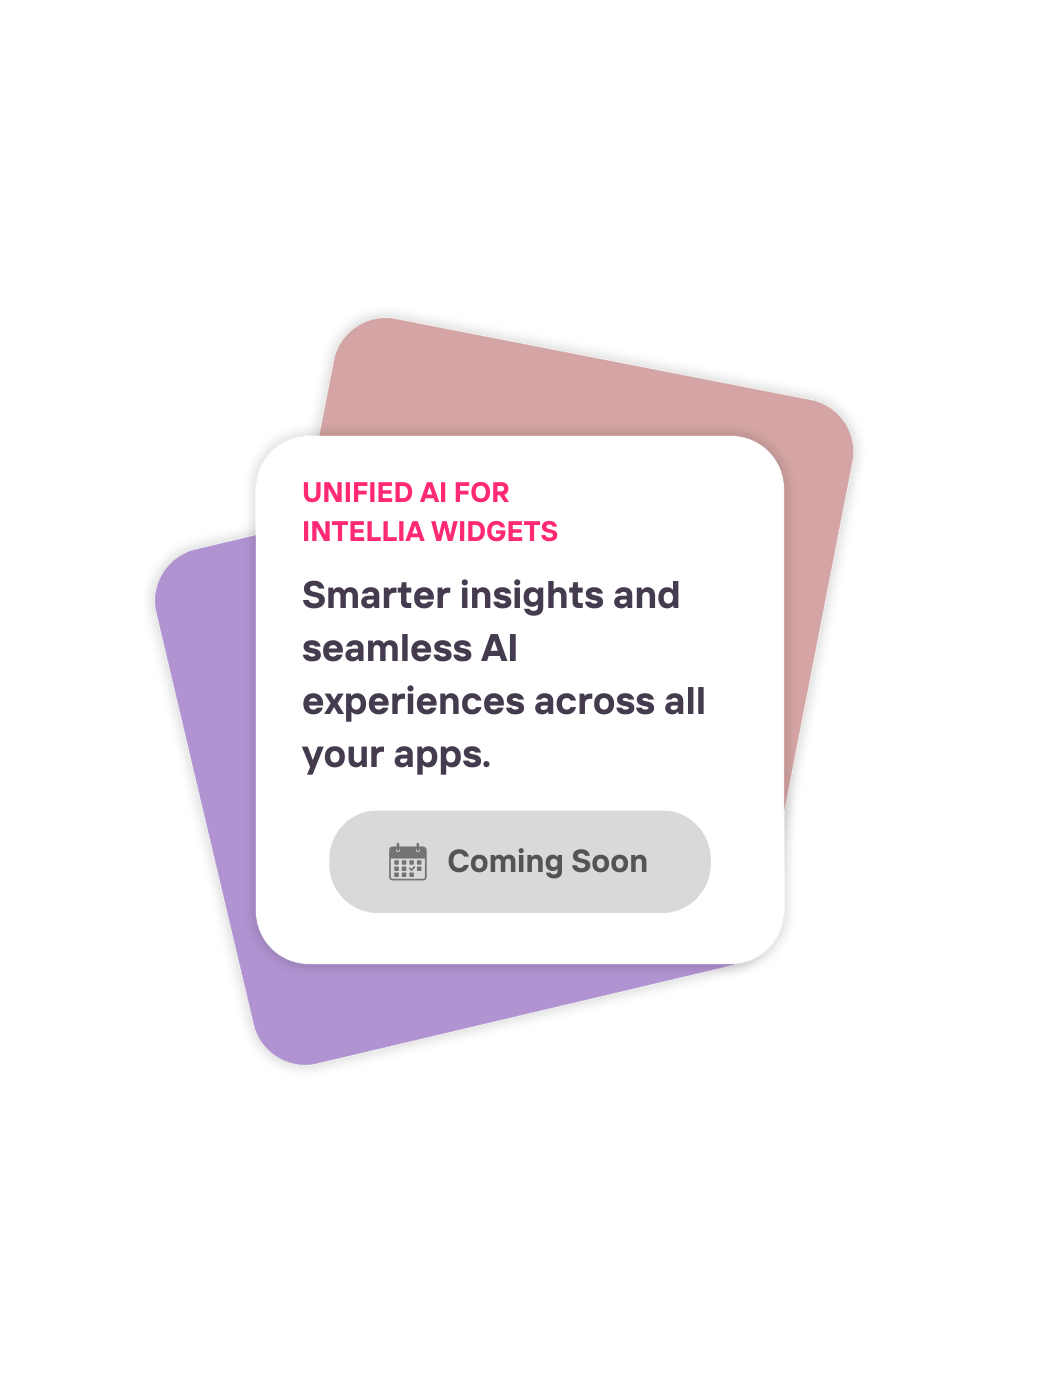 UNIFIED AI FOR
INTELLIA WIDGETS
Smarter insights and
seamless AI
experiences across all
your apps.
Coming Soon